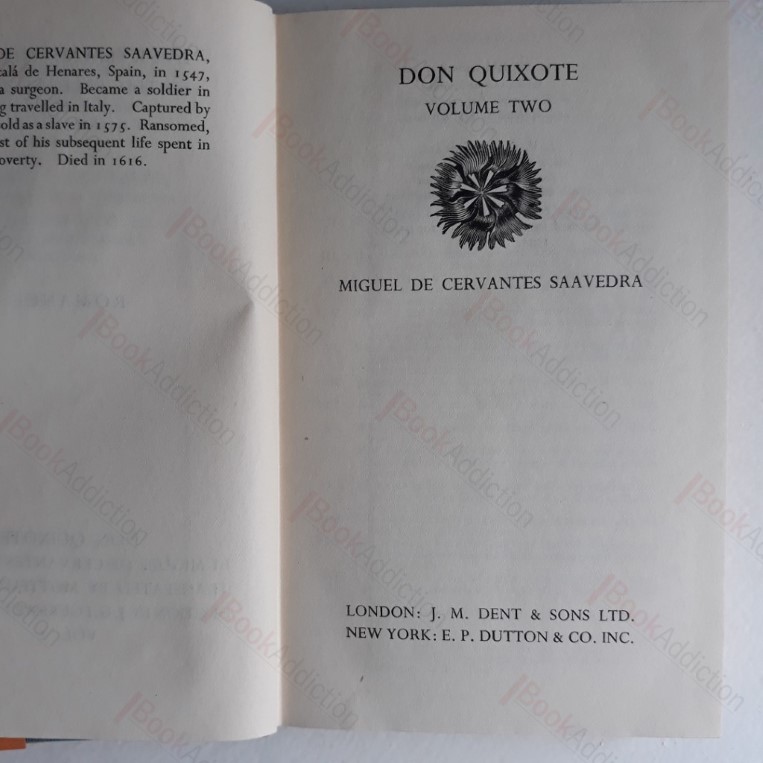 DE CERVANTES SAAVEDRA,
alá de Henares, Spain, in 1547,
a surgeon. Became a soldier in
g travelled in Italy. Captured by
old as a slave in 1575. Ransomed,
st of his subsequent life spent in
overty. Died in 1616.
DON QUIXOTE
VOLUME TWO
MIGUEL DE CERVANTES SAAVEDRA
LONDON: J. M. DENT & SONS LTD.
NEW YORK: E. P. DUTTON & CO. INC.
BookAddiction